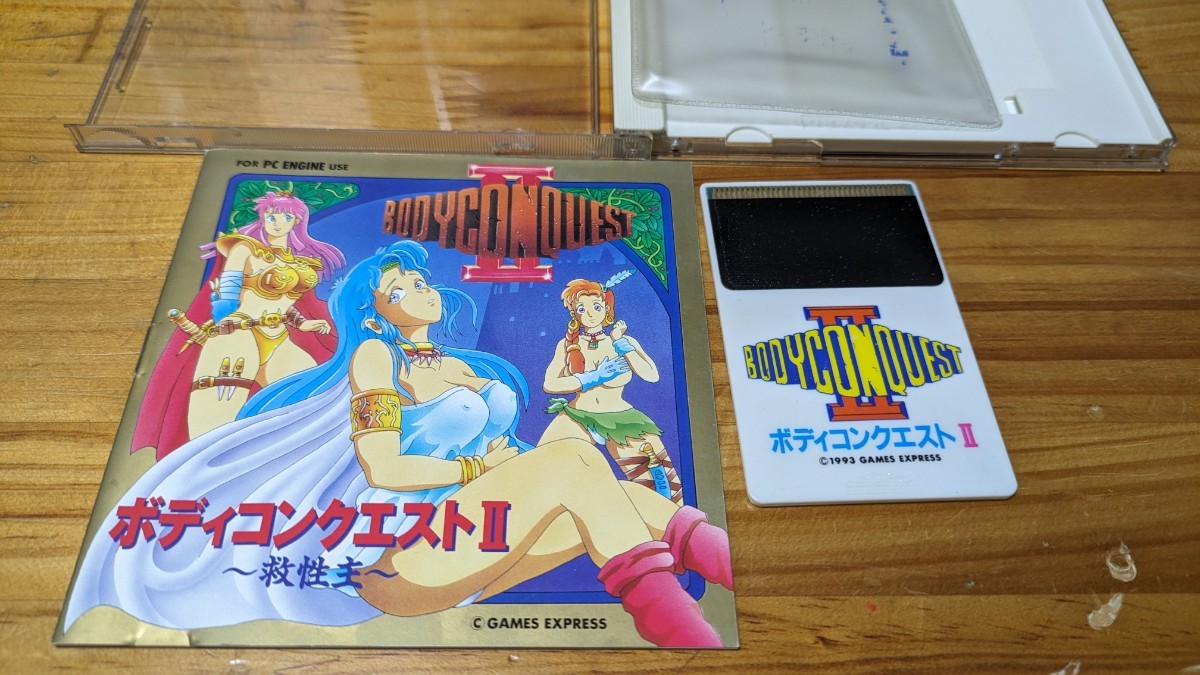 FOR PC ENGINE USE
II
BODYCONQUEST
ボディコンクエストII
～救性主～
© GAMES EXPRESS
II
BODYCONQUEST
ボディコンクエストII
©1993 GAMES EXPRESS